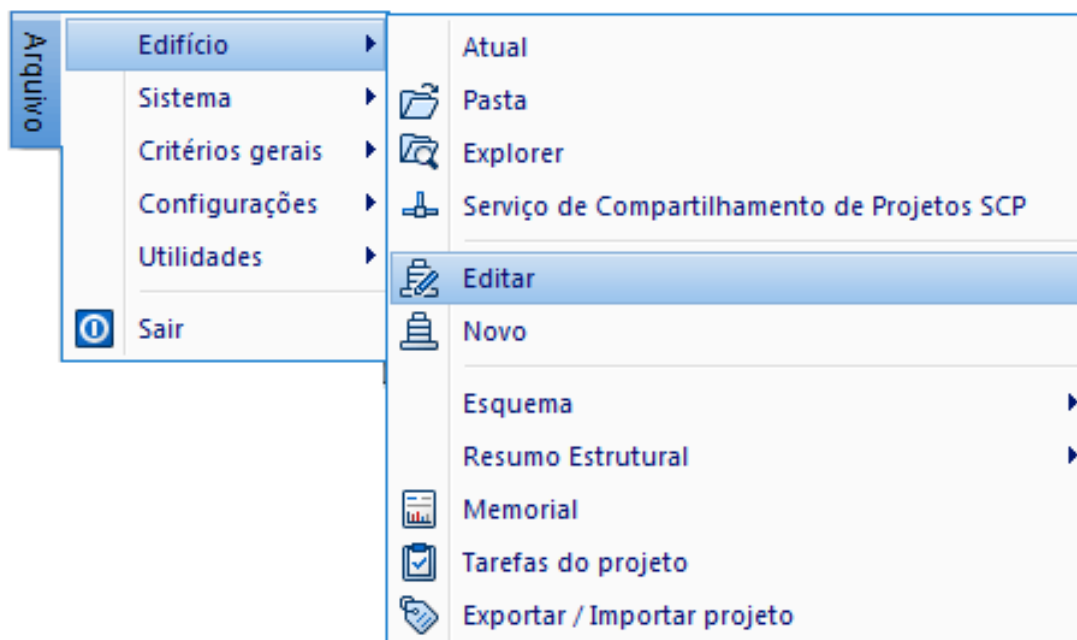 Arquivo
Edifício
Sistema
Critérios gerais
Configurações
Utilidades
Sair
Atual
Pasta
Explorer
Serviço de Compartilhamento de Projetos SCP
Editar
Novo
Esquema
Resumo Estrutural
Memorial
Tarefas do projeto
Exportar / Importar projeto